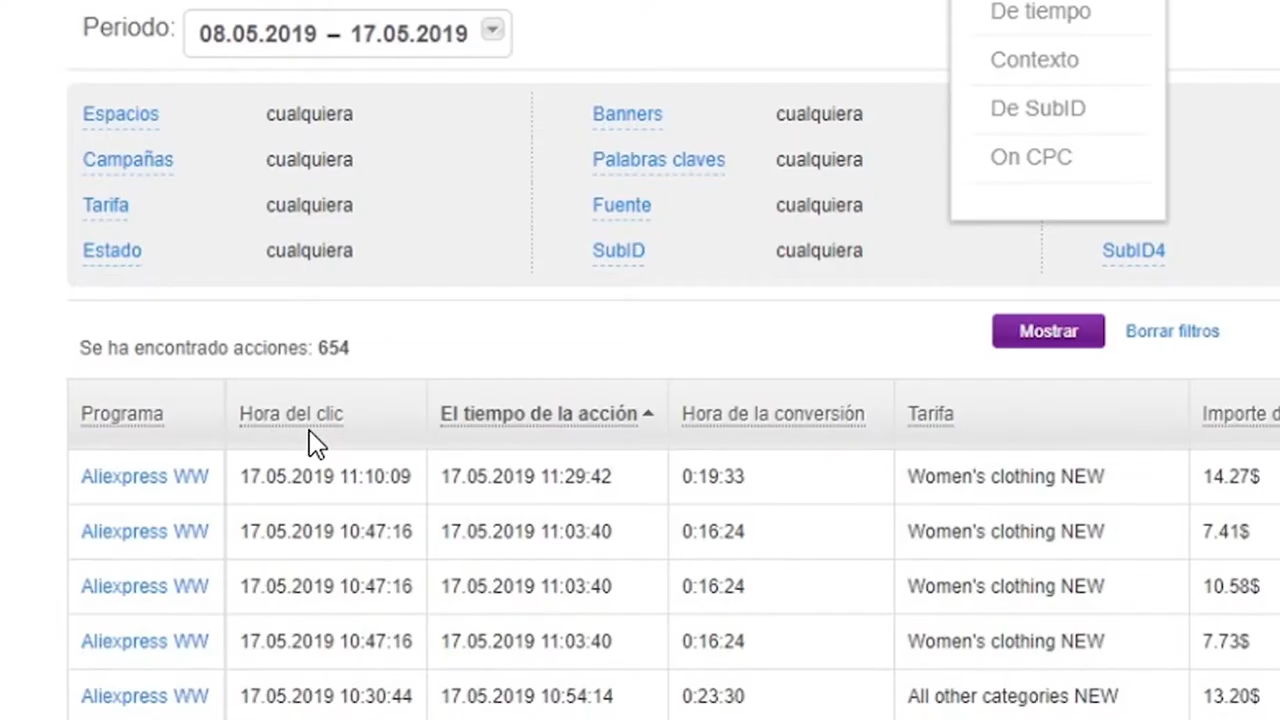 De tiempo
Periodo: 08.05.2019 – 17.05.2019
Contexto
De SubID
On CPC
Espacios cualquiera Banners cualquiera
Campañas cualquiera Palabras claves cualquiera
Tarifa cualquiera Fuente cualquiera
Estado cualquiera SubID cualquiera SubID4
Mostrar Borrar filtros
Se ha encontrado acciones: 654
Programa Hora del clic El tiempo de la acción Hora de la conversión Tarifa Importe d
Aliexpress WW 17.05.2019 11:10:09 17.05.2019 11:29:42 0:19:33 Women's clothing NEW 14.27$
Aliexpress WW 17.05.2019 10:47:16 17.05.2019 11:03:40 0:16:24 Women's clothing NEW 7.41$
Aliexpress WW 17.05.2019 10:47:16 17.05.2019 11:03:40 0:16:24 Women's clothing NEW 10.58$
Aliexpress WW 17.05.2019 10:47:16 17.05.2019 11:03:40 0:16:24 Women's clothing NEW 7.73$
Aliexpress WW 17.05.2019 10:30:44 17.05.2019 10:54:14 0:23:30 All other categories NEW 13.20$